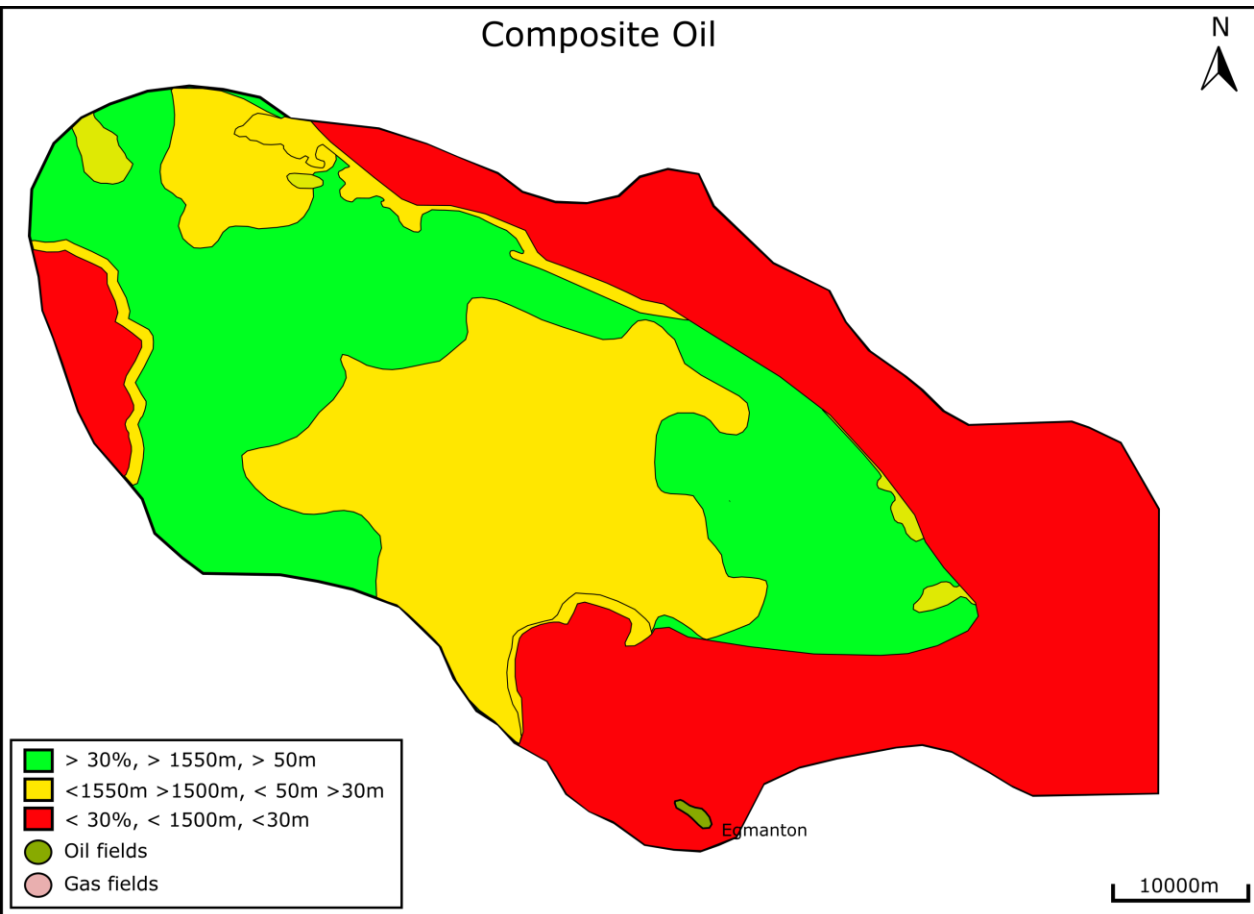 Composite Oil
N
> 30%, > 1550m, > 50m
<1550m >1500m, < 50m >30m
< 30%, < 1500m, <30m
Oil fields
Gas fields
Egmanton
10000m